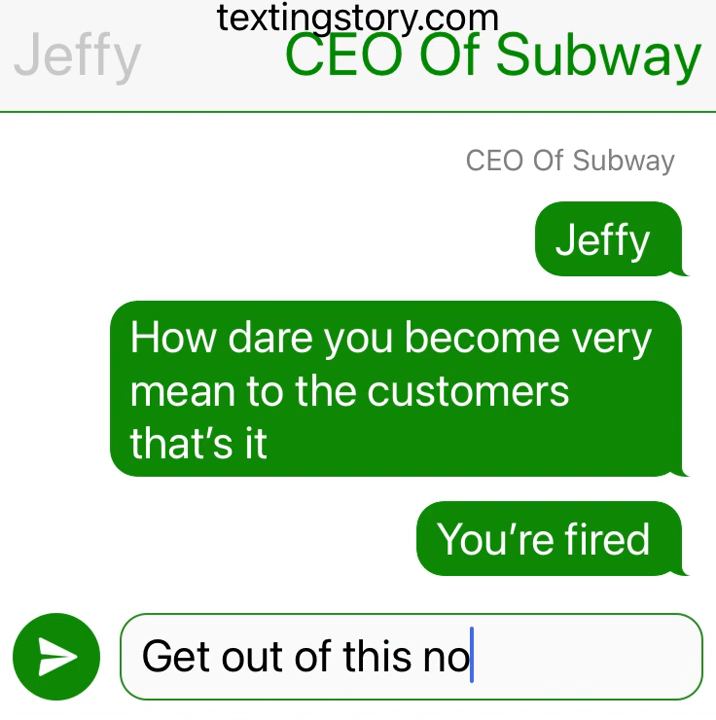 textingstory.com
Jeffy CEO Of Subway
CEO Of Subway
Jeffy
How dare you become very
mean to the customers
that’s it
You’re fired
Get out of this no